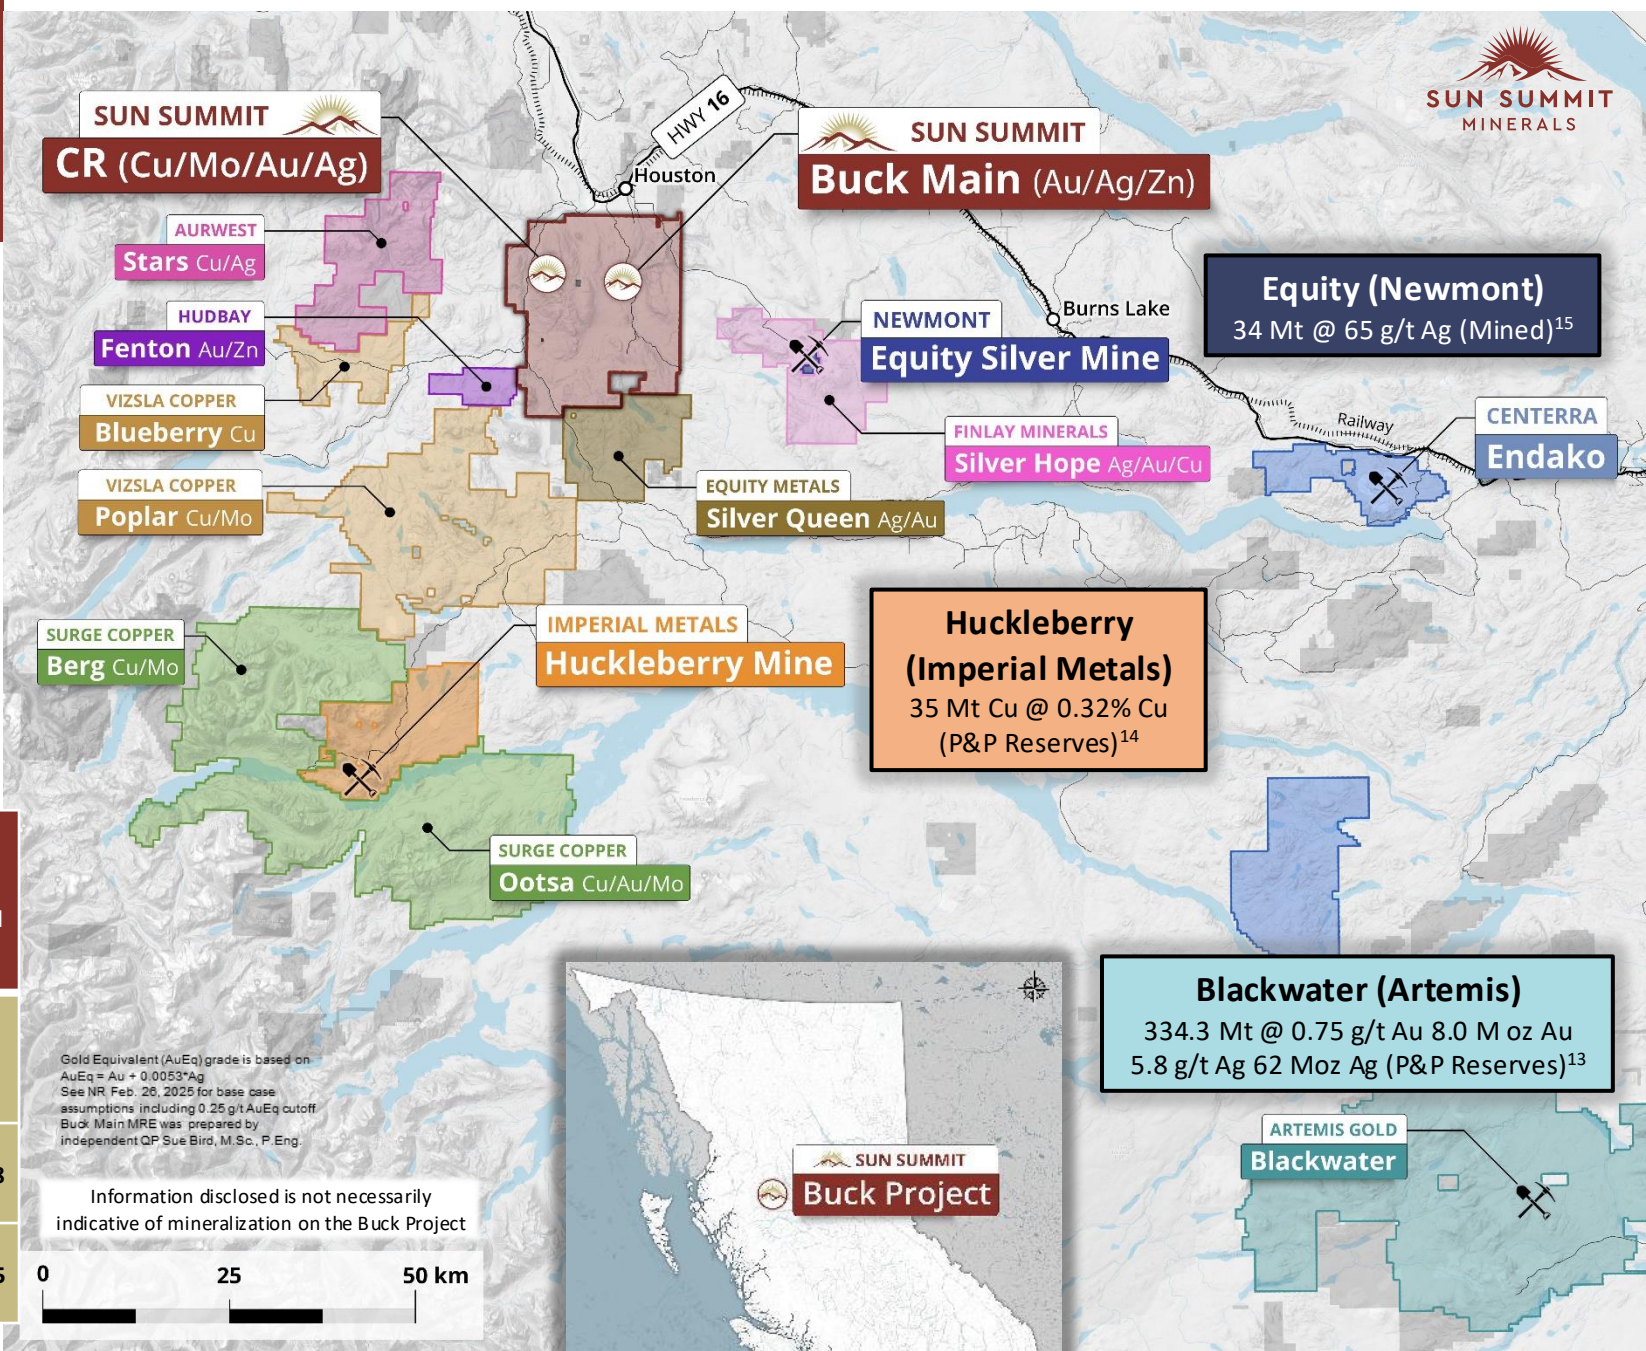 SUN SUMMIT
MINERALS
SUN SUMMIT
CR (Cu/Mo/Au/Ag)
HWY 16
Houston
SUN SUMMIT
Buck Main (Au/Ag/Zn)
AURWEST
Stars Cu/Ag
HUDBAY
Fenton Au/Zn
VIZSLA COPPER
Blueberry Cu
VIZSLA COPPER
Poplar Cu/Mo
NEWMONT
Equity Silver Mine
Burns Lake
Equity (Newmont)
34 Mt @ 65 g/t Ag (Mined)15
FINLAY MINERALS
Silver Hope Ag/Au/Cu
Railway
CENTERRA
Endako
EQUITY METALS
Silver Queen Ag/Au
SURGE COPPER
Berg Cu/Mo
IMPERIAL METALS
Huckleberry Mine
Huckleberry
(Imperial Metals)
35 Mt Cu @ 0.32% Cu
(P&P Reserves)14
SURGE COPPER
Ootsa Cu/Au/Mo
Blackwater (Artemis)
334.3 Mt @ 0.75 g/t Au 8.0 M oz Au
5.8 g/t Ag 62 Moz Ag (P&P Reserves)13
ARTEMIS GOLD
Blackwater
SUN SUMMIT
Buck Project
Gold Equivalent (AuEq) grade is based on
AuEq = Au + 0.0053*Ag
See NR Feb. 26, 2025 for base case
assumptions including 0.25 g/t AuEq cutoff
Buck Main MRE was prepared by
independent QP Sue Bird, M.Sc., P.Eng.
Information disclosed is not necessarily
indicative of mineralization on the Buck Project
0 25 50 km